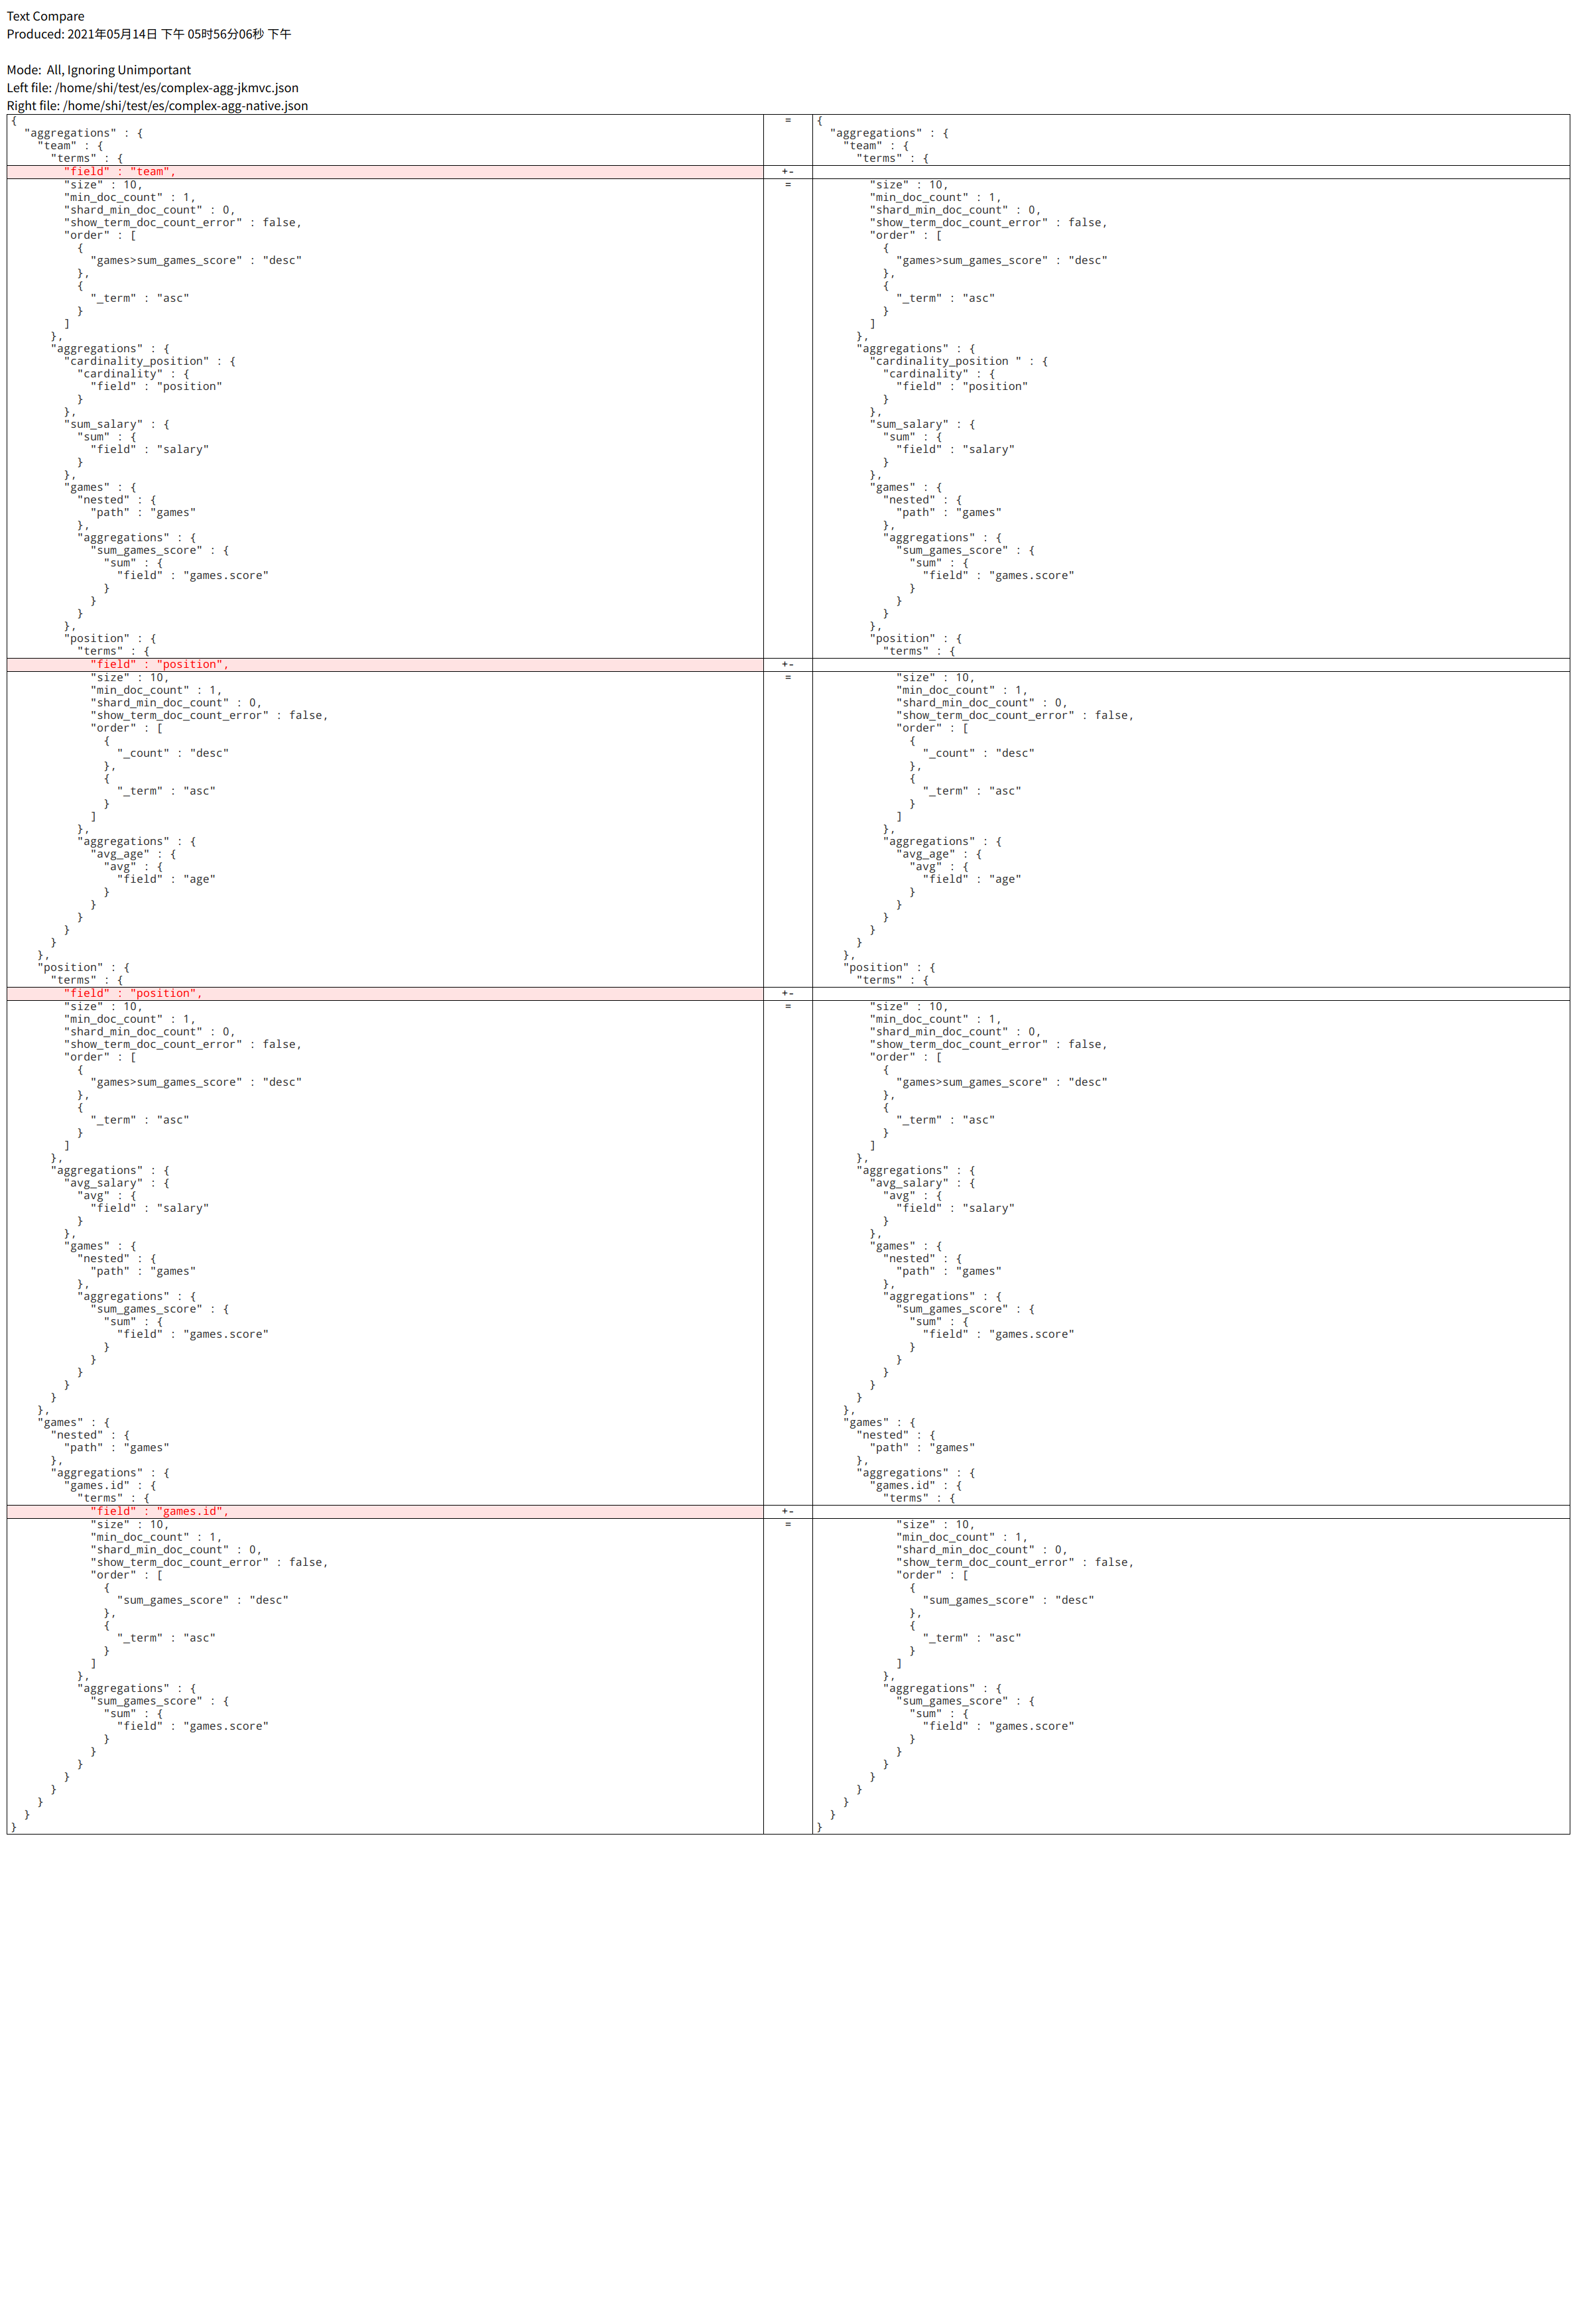 Text Compare
Produced: 2021年05月14日 下午 05时56分06秒 下午
Mode:  All, Ignoring Unimportant
Left file: /home/shi/test/es/complex-agg-jkmvc.json
Right file: /home/shi/test/es/complex-agg-native.json
{
  "aggregations" : {
    "team" : {
      "terms" : {
=
{
  "aggregations" : {
    "team" : {
      "terms" : {
        "field" : "team",
+-
        "size" : 10,
        "min_doc_count" : 1,
        "shard_min_doc_count" : 0,
        "show_term_doc_count_error" : false,
        "order" : [
          {
            "games>sum_games_score" : "desc"
          },
          {
            "_term" : "asc"
          }
        ]
      },
      "aggregations" : {
        "cardinality_position" : {
          "cardinality" : {
            "field" : "position"
          }
        },
        "sum_salary" : {
          "sum" : {
            "field" : "salary"
          }
        },
        "games" : {
          "nested" : {
            "path" : "games"
          },
          "aggregations" : {
            "sum_games_score" : {
              "sum" : {
                "field" : "games.score"
              }
            }
          }
        },
        "position" : {
          "terms" : {
=
        "size" : 10,
        "min_doc_count" : 1,
        "shard_min_doc_count" : 0,
        "show_term_doc_count_error" : false,
        "order" : [
          {
            "games>sum_games_score" : "desc"
          },
          {
            "_term" : "asc"
          }
        ]
      },
      "aggregations" : {
        "cardinality_position " : {
          "cardinality" : {
            "field" : "position"
          }
        },
        "sum_salary" : {
          "sum" : {
            "field" : "salary"
          }
        },
        "games" : {
          "nested" : {
            "path" : "games"
          },
          "aggregations" : {
            "sum_games_score" : {
              "sum" : {
                "field" : "games.score"
              }
            }
          }
        },
        "position" : {
          "terms" : {
            "field" : "position",
+-
            "size" : 10,
            "min_doc_count" : 1,
            "shard_min_doc_count" : 0,
            "show_term_doc_count_error" : false,
            "order" : [
              {
                "_count" : "desc"
              },
              {
                "_term" : "asc"
              }
            ]
          },
          "aggregations" : {
            "avg_age" : {
              "avg" : {
                "field" : "age"
              }
            }
          }
        }
      }
    },
    "position" : {
      "terms" : {
=
            "size" : 10,
            "min_doc_count" : 1,
            "shard_min_doc_count" : 0,
            "show_term_doc_count_error" : false,
            "order" : [
              {
                "_count" : "desc"
              },
              {
                "_term" : "asc"
              }
            ]
          },
          "aggregations" : {
            "avg_age" : {
              "avg" : {
                "field" : "age"
              }
            }
          }
        }
      }
    },
    "position" : {
      "terms" : {
        "field" : "position",
+-
        "size" : 10,
        "min_doc_count" : 1,
        "shard_min_doc_count" : 0,
        "show_term_doc_count_error" : false,
        "order" : [
          {
            "games>sum_games_score" : "desc"
          },
          {
            "_term" : "asc"
          }
        ]
      },
      "aggregations" : {
        "avg_salary" : {
          "avg" : {
            "field" : "salary"
          }
        },
        "games" : {
          "nested" : {
            "path" : "games"
          },
          "aggregations" : {
            "sum_games_score" : {
              "sum" : {
                "field" : "games.score"
              }
            }
          }
        }
      }
    },
    "games" : {
      "nested" : {
        "path" : "games"
      },
      "aggregations" : {
        "games.id" : {
          "terms" : {
=
        "size" : 10,
        "min_doc_count" : 1,
        "shard_min_doc_count" : 0,
        "show_term_doc_count_error" : false,
        "order" : [
          {
            "games>sum_games_score" : "desc"
          },
          {
            "_term" : "asc"
          }
        ]
      },
      "aggregations" : {
        "avg_salary" : {
          "avg" : {
            "field" : "salary"
          }
        },
        "games" : {
          "nested" : {
            "path" : "games"
          },
          "aggregations" : {
            "sum_games_score" : {
              "sum" : {
                "field" : "games.score"
              }
            }
          }
        }
      }
    },
    "games" : {
      "nested" : {
        "path" : "games"
      },
      "aggregations" : {
        "games.id" : {
          "terms" : {
            "field" : "games.id",
+-
            "size" : 10,
            "min_doc_count" : 1,
            "shard_min_doc_count" : 0,
            "show_term_doc_count_error" : false,
            "order" : [
              {
                "sum_games_score" : "desc"
              },
              {
                "_term" : "asc"
              }
            ]
          },
          "aggregations" : {
            "sum_games_score" : {
              "sum" : {
                "field" : "games.score"
              }
            }
          }
        }
      }
    }
  }
}
=
            "size" : 10,
            "min_doc_count" : 1,
            "shard_min_doc_count" : 0,
            "show_term_doc_count_error" : false,
            "order" : [
              {
                "sum_games_score" : "desc"
              },
              {
                "_term" : "asc"
              }
            ]
          },
          "aggregations" : {
            "sum_games_score" : {
              "sum" : {
                "field" : "games.score"
              }
            }
          }
        }
      }
    }
  }
}